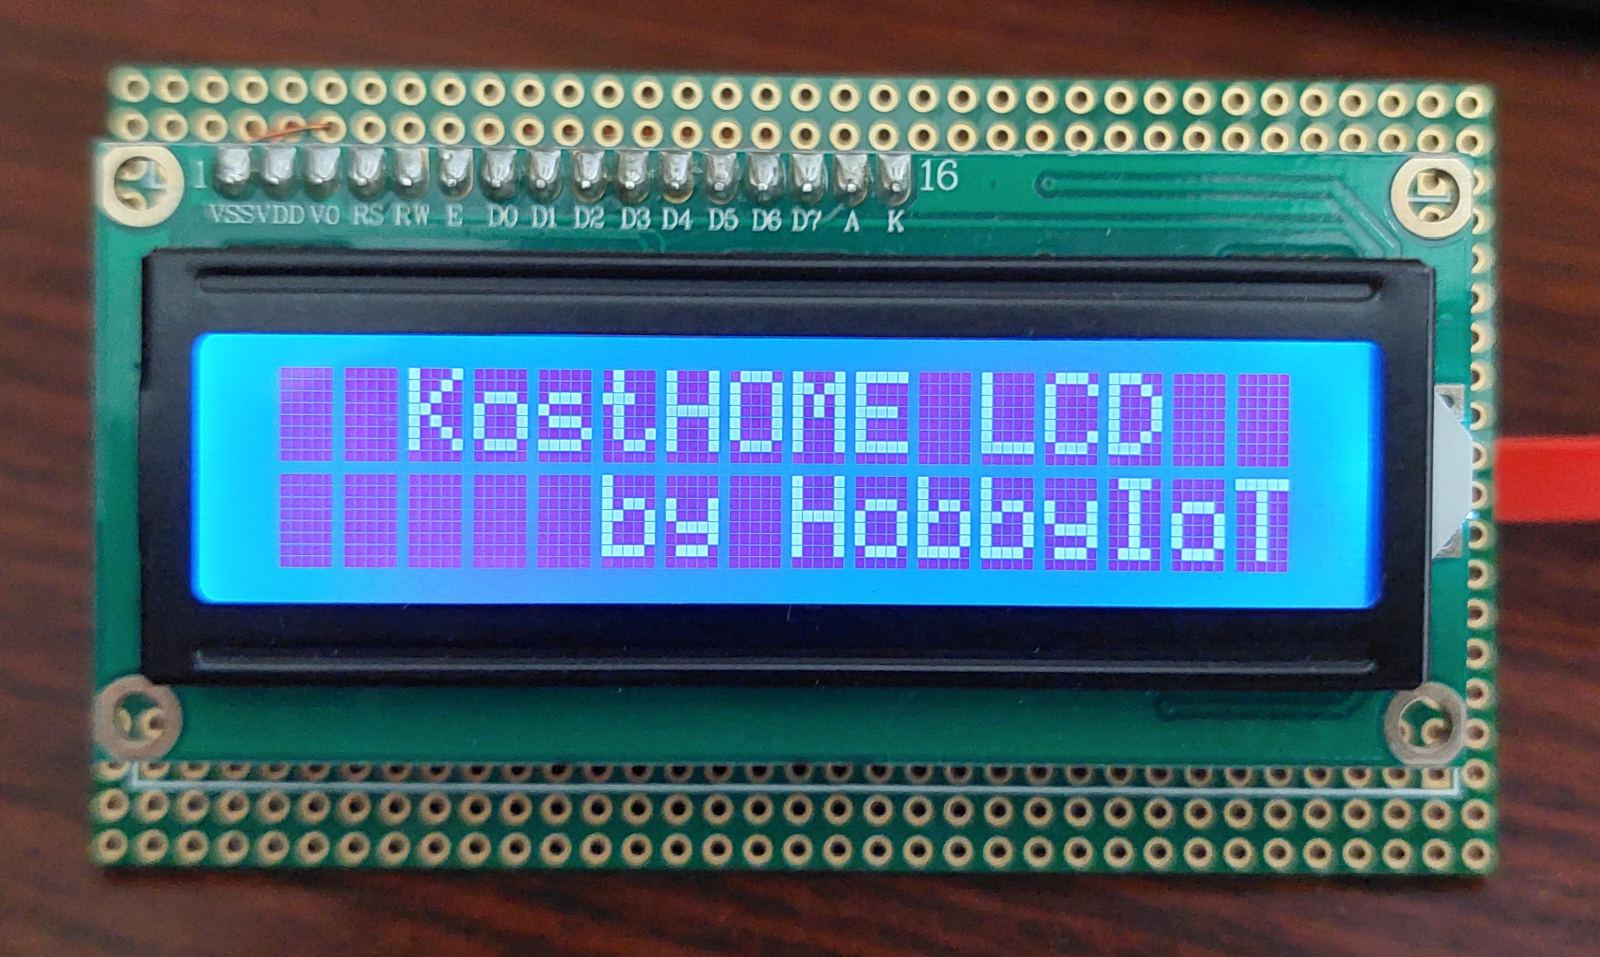 1 16
VSS VDD V0 RS RW E D0 D1 D2 D3 D4 D5 D6 D7 A K
KostHOME LCD
by HobbyIoT